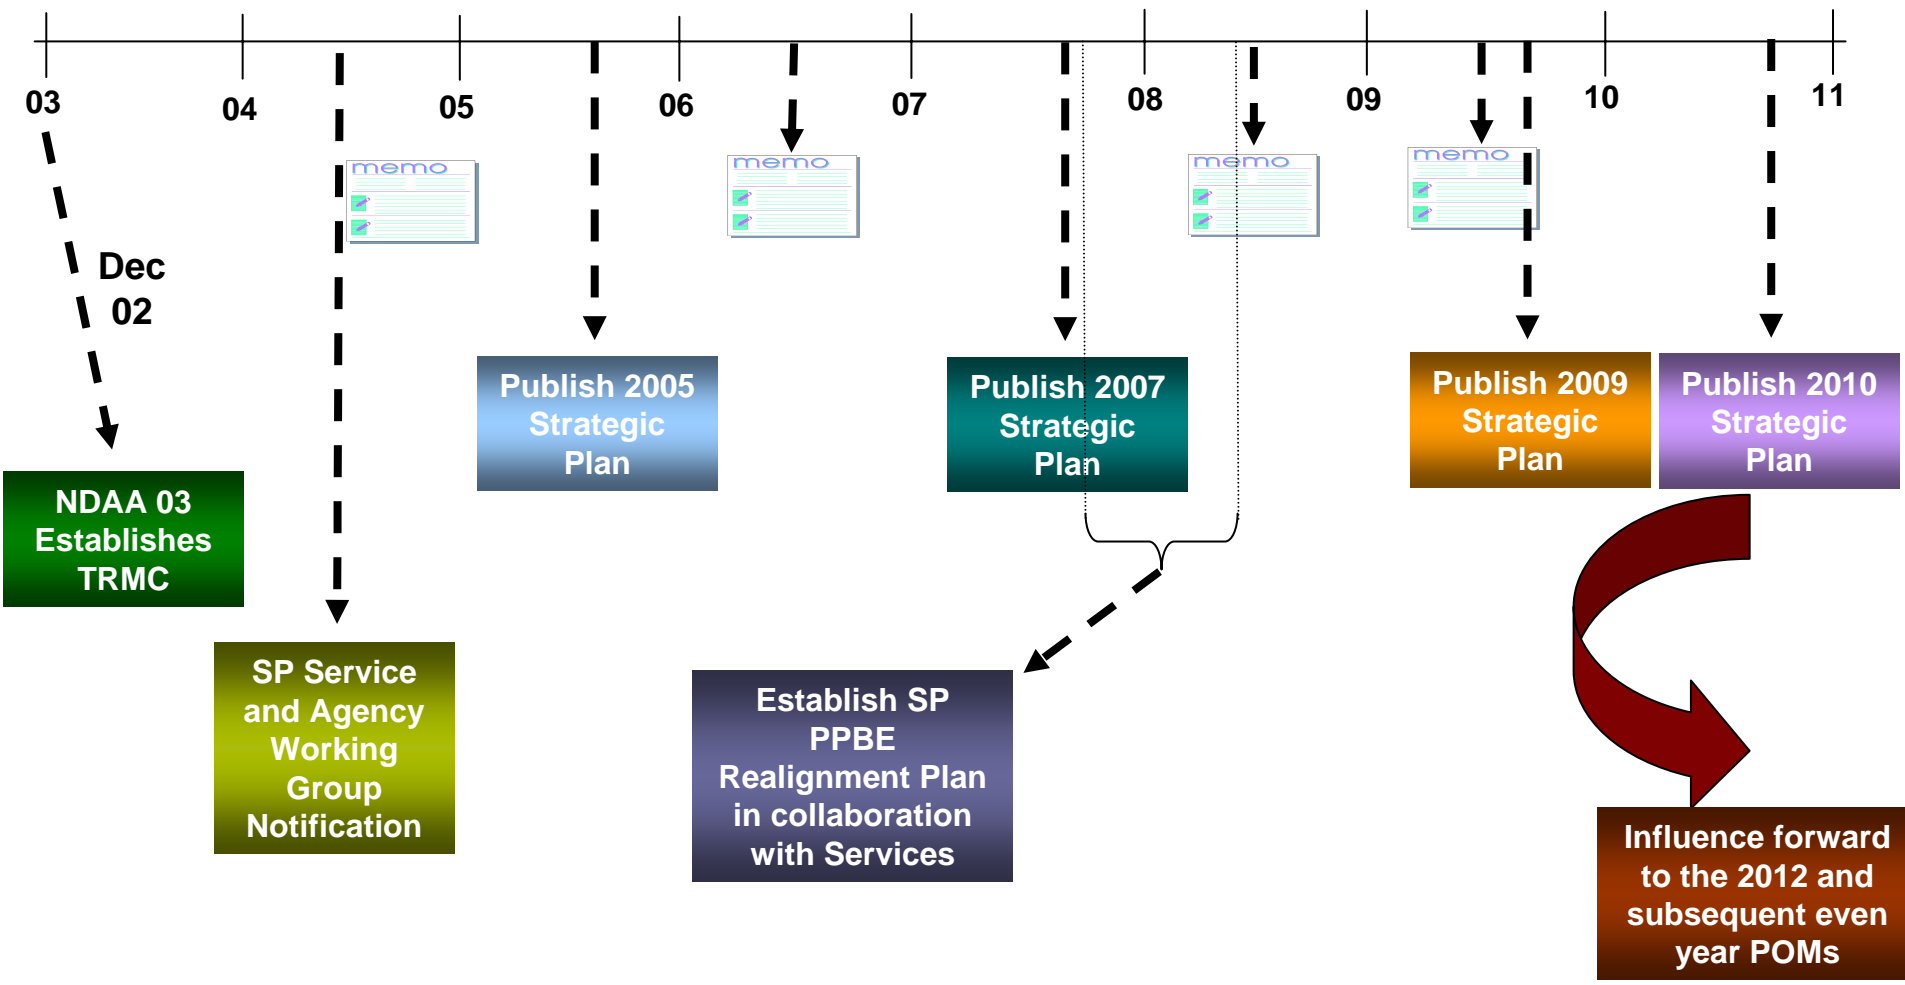 03
04
05
06
07
08
09
10
11
memo
memo
memo
memo
Dec
02
Publish 2005
Strategic
Plan
Publish 2007
Strategic
Plan
Publish 2009
Strategic
Plan
Publish 2010
Strategic
Plan
NDAA 03
Establishes
TRMC
SP Service
and Agency
Working
Group
Notification
Establish SP
PPBE
Realignment Plan
in collaboration
with Services
Influence forward
to the 2012 and
subsequent even
year POMs